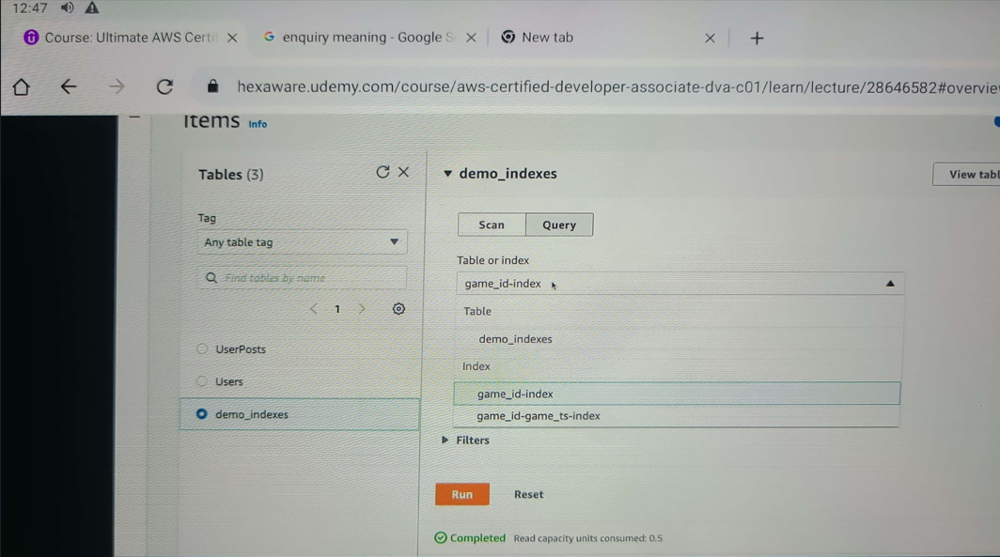 12:47
Course: Ultimate AWS Certi
enquiry meaning - Google S
New tab
hexaware.udemy.com/course/aws-certified-developer-associate-dva-c01/learn/lecture/28646582#overvie
Items Info
Tables (3)
demo_indexes
View tabl
Tag
Any table tag
Scan
Query
Find tables by name
Table or index
game_id-index
1
Table
demo_indexes
UserPosts
Index
Users
game_id-index
demo_indexes
game_id-game_ts-index
Filters
Run
Reset
Completed Read capacity units consumed: 0.5